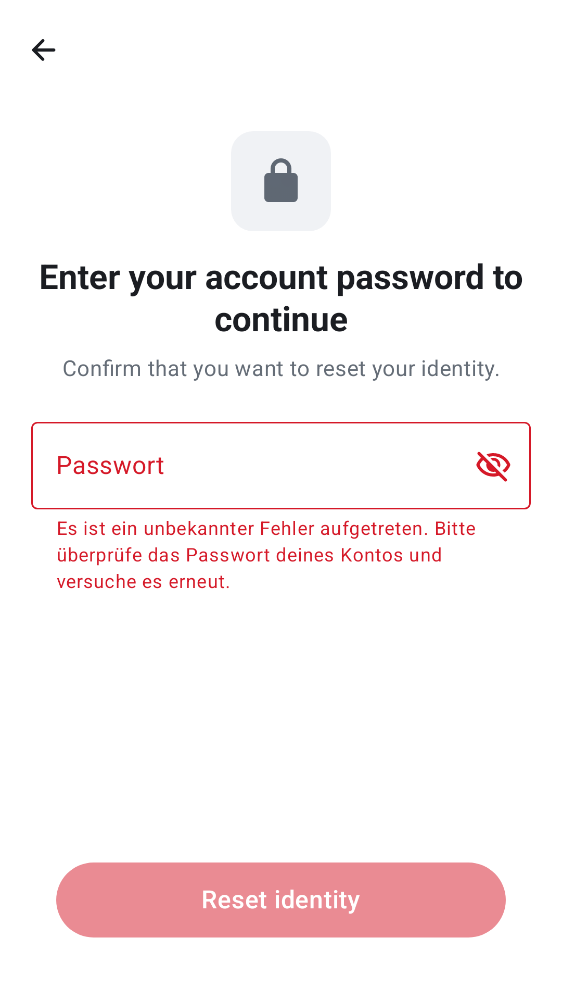 Enter your account password to
continue
Confirm that you want to reset your identity.
Passwort
Es ist ein unbekannter Fehler aufgetreten. Bitte
überprüfe das Passwort deines Kontos und
versuche es erneut.
Reset identity